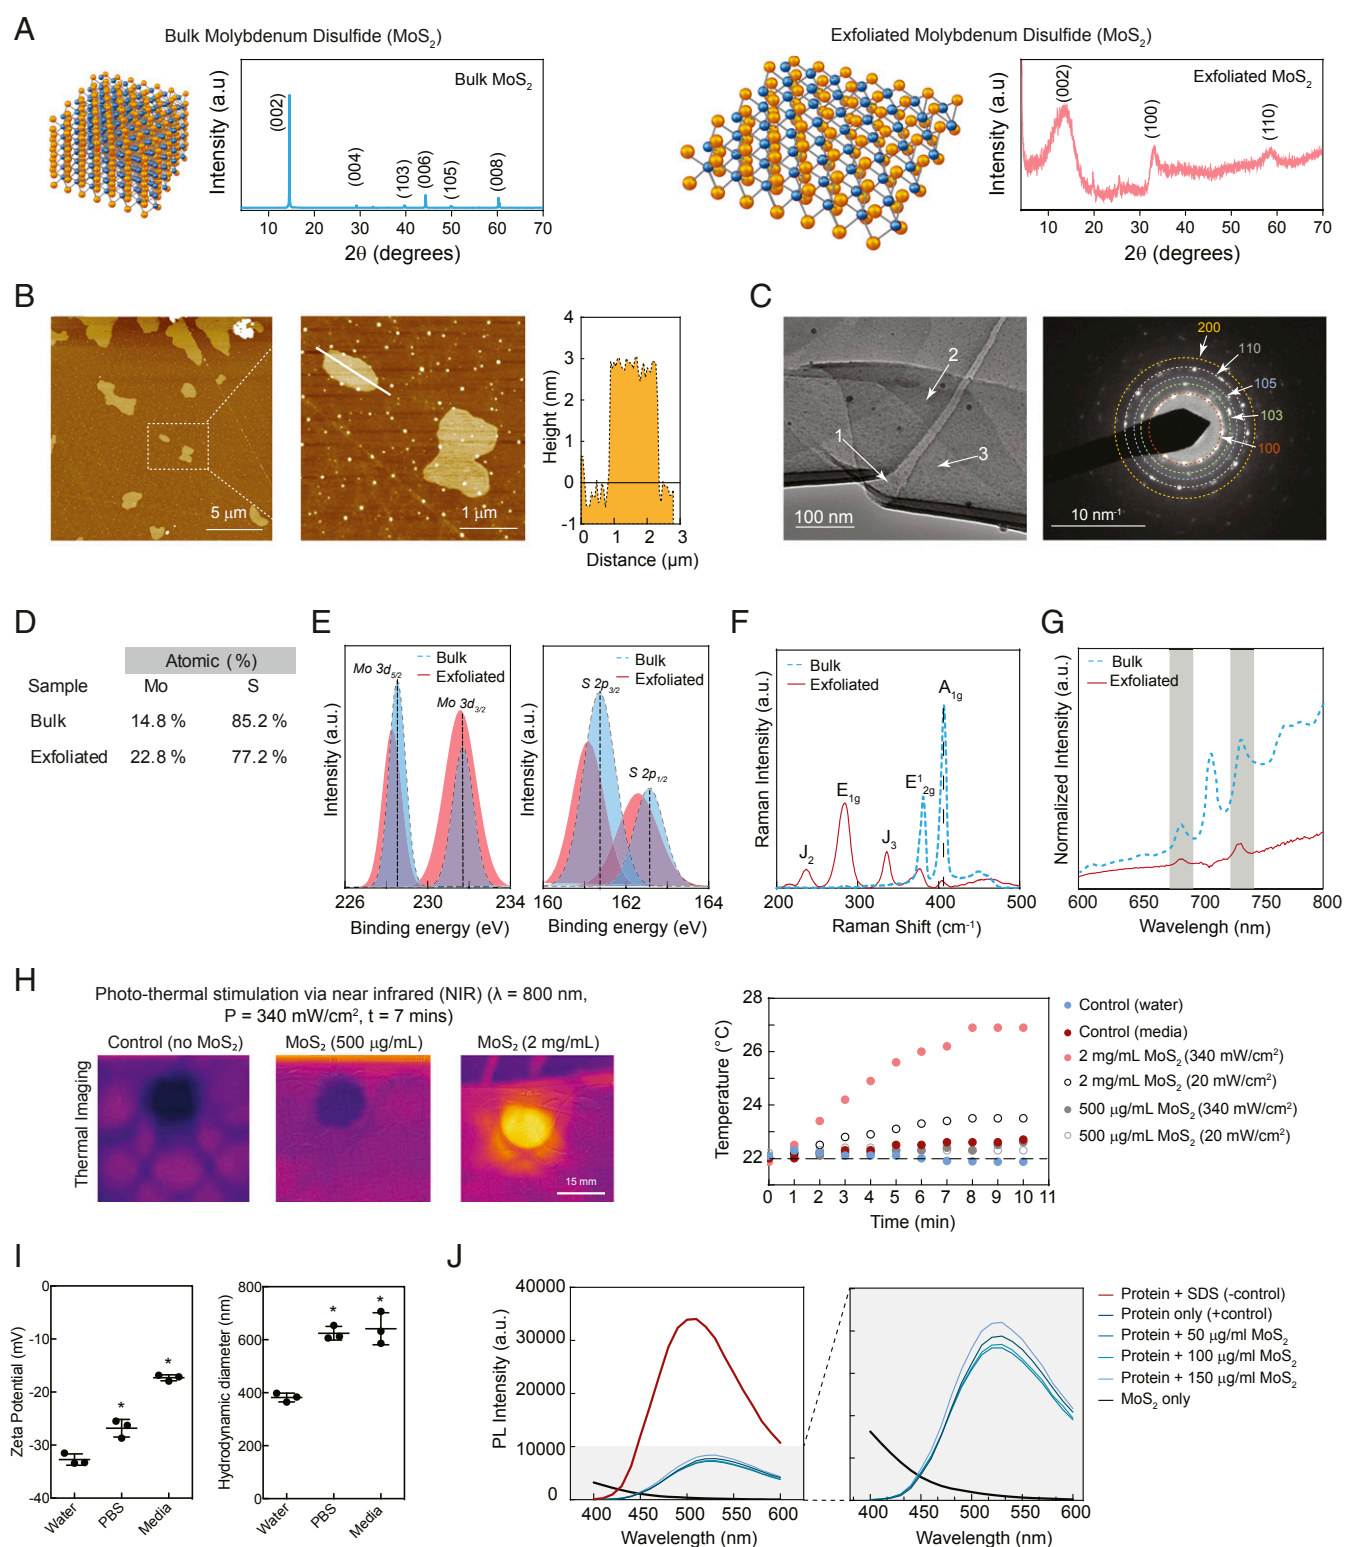 A
Bulk Molybdenum Disulfide (MoS2)
Intensity (a.u)
Bulk MoS2
(002)
(004)
(103)
(006)
(105)
(008)
10 20 30 40 50 60 70
2θ (degrees)
Exfoliated Molybdenum Disulfide (MoS2)
Intensity (a.u)
Exfoliated MoS2
(002)
(100)
(110)
10 20 30 40 50 60 70
2θ (degrees)
B
5 µm
1 µm
Height (nm)
4
3
2
1
0
-1
0 1 2 3
Distance (µm)
C
1
2
3
100 nm
200
110
105
103
100
10 nm-1
D
Atomic (%)
Sample Mo S
Bulk 14.8 % 85.2 %
Exfoliated 22.8 % 77.2 %
E
Intensity (a.u.)
Bulk
Exfoliated
Mo 3d5/2
Mo 3d3/2
226 230 234
Binding energy (eV)
Intensity (a.u.)
Bulk
Exfoliated
S 2p3/2
S 2p1/2
160 162 164
Binding energy (eV)
F
Raman Intensity (a.u.)
Bulk
Exfoliated
A1g
E1g
E12g
J2
J3
200 300 400 500
Raman Shift (cm-1)
G
Normalized Intensity (a.u.)
Bulk
Exfoliated
600 650 700 750 800
Wavelengh (nm)
H
Photo-thermal stimulation via near infrared (NIR) (λ = 800 nm,
P = 340 mW/cm2, t = 7 mins)
Control (no MoS2)
MoS2 (500 µg/mL)
MoS2 (2 mg/mL)
Thermal Imaging
15 mm
Temperature (°C)
28
26
24
23
22
21
0 1 2 3 4 5 6 7 8 9 10 11
Time (min)
Control (water)
Control (media)
2 mg/mL MoS2 (340 mW/cm2)
2 mg/mL MoS2 (20 mW/cm2)
500 µg/mL MoS2 (340 mW/cm2)
500 µg/mL MoS2 (20 mW/cm2)
I
Zeta Potential (mV)
0
-10
-20
-30
-40
*
*
Water PBS Media
Hydrodynamic diameter (nm)
800
600
400
200
0
*
*
Water PBS Media
J
PL Intensity (a.u.)
40000
30000
20000
10000
0
400 450 500 550 600
Wavelength (nm)
400 450 500 550 600
Wavelength (nm)
Protein + SDS (-control)
Protein only (+control)
Protein + 50 µg/ml MoS2
Protein + 100 µg/ml MoS2
Protein + 150 µg/ml MoS2
MoS2 only